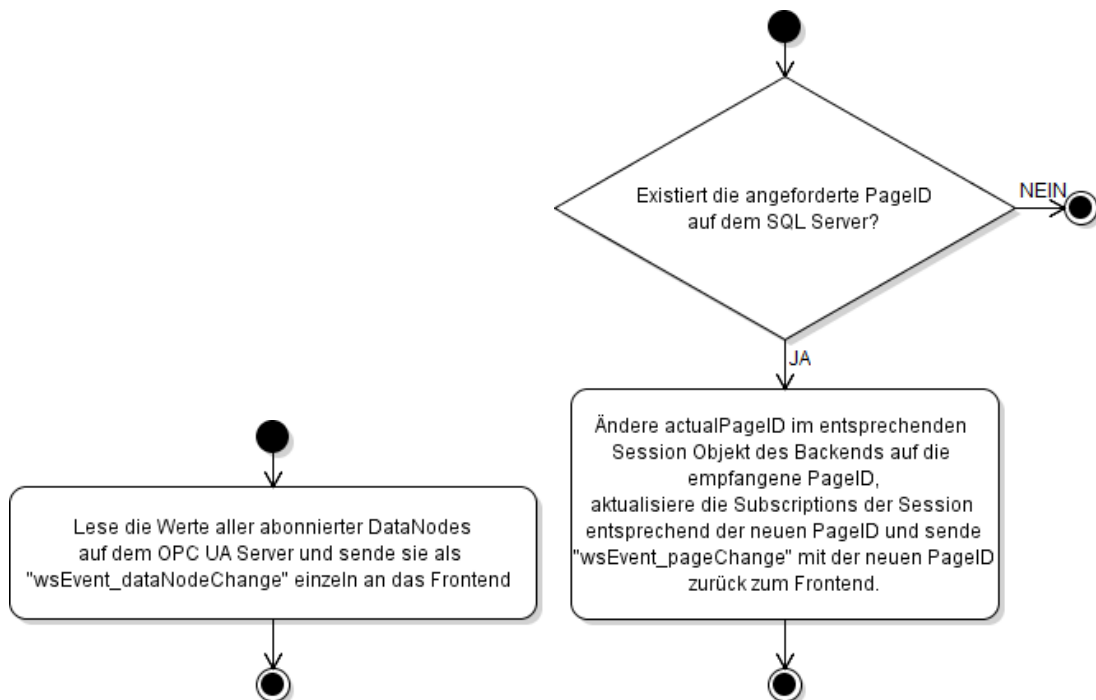 Existiert die angeforderte PageID
auf dem SQL Server?
NEIN
JA
Ändere actualPageID im entsprechenden
Session Objekt des Backends auf die
empfangene PageID,
aktualisiere die Subscriptions der Session
entsprechend der neuen PageID und sende
"wsEvent_pageChange" mit der neuen PageID
zurück zum Frontend.
Lese die Werte aller abonnierter DataNodes
auf dem OPC UA Server und sende sie als
"wsEvent_dataNodeChange" einzeln an das Frontend